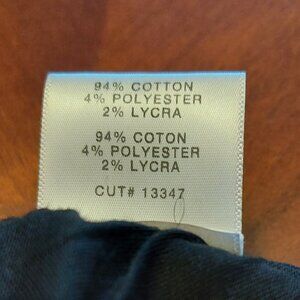 94% COTTON
4% POLYESTER
2% LYCRA
94% COTON
4% POLYESTER
2% LYCRA
CUT# 13347